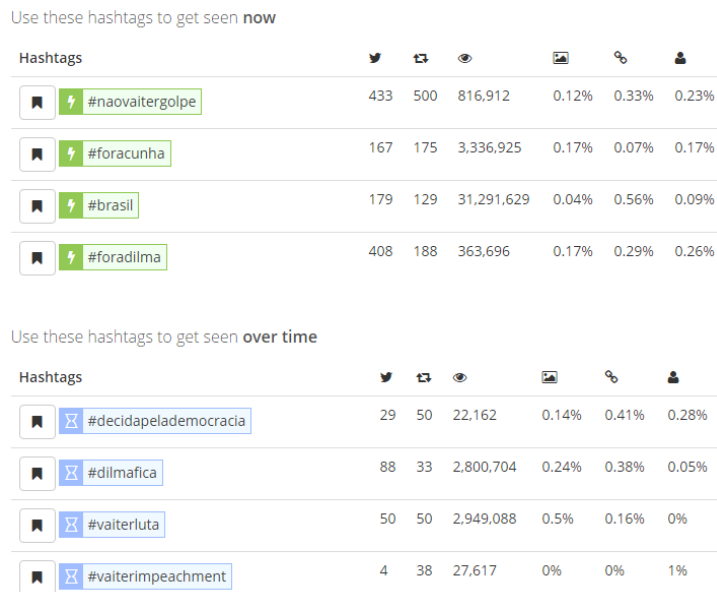 Use these hashtags to get seen now
Hashtags
#naovaitergolpe 433 500 816,912 0.12% 0.33% 0.23%
#foracunha 167 175 3,336,925 0.17% 0.07% 0.17%
#brasil 179 129 31,291,629 0.04% 0.56% 0.09%
#foradilma 408 188 363,696 0.17% 0.29% 0.26%
Use these hashtags to get seen over time
Hashtags
#decidapelademocracia 29 50 22,162 0.14% 0.41% 0.28%
#dilmafica 88 33 2,800,704 0.24% 0.38% 0.05%
#vaiterluta 50 50 2,949,088 0.5% 0.16% 0%
#vaiterimpeachment 4 38 27,617 0% 0% 1%